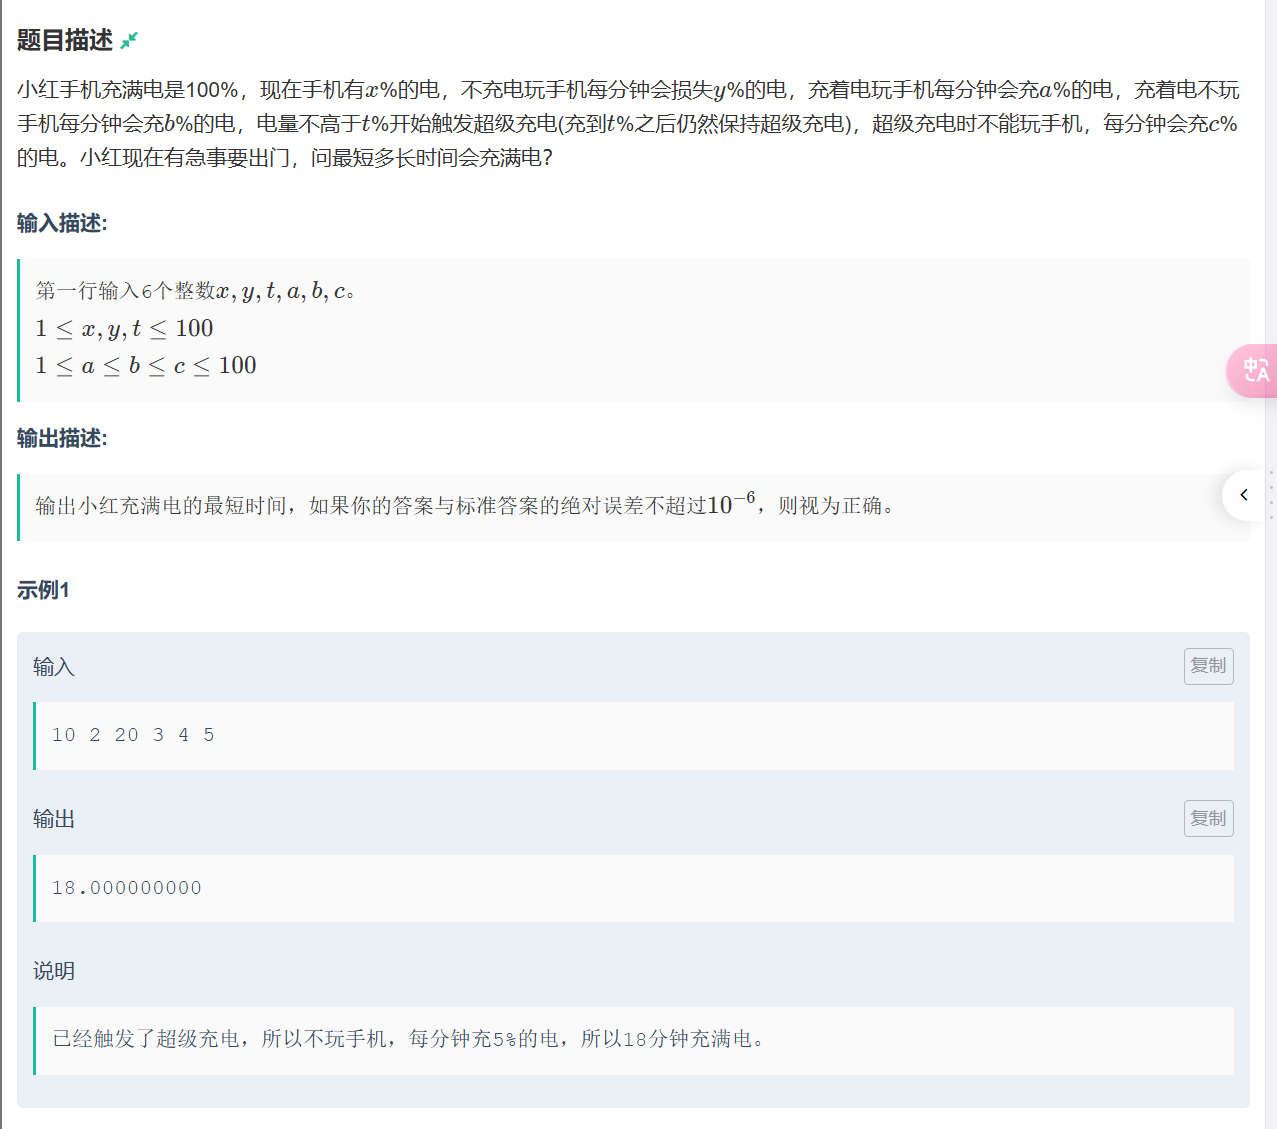 题目描述
小红手机充满电是100%，现在手机有x%的电，不充电玩手机每分钟会损失y%的电，充着电玩手机每分钟会充a%的电，充着电不玩
手机每分钟会充b%的电，电量不高于t%开始触发超级充电(充到t%之后仍然保持超级充电)，超级充电时不能玩手机，每分钟会充c%
的电。小红现在有急事要出门，问最短多长时间会充满电?
输入描述:
第一行输入6个整数x, y, t, a, b, c。
1 ≤ x, y, t ≤ 100
1 ≤ a ≤ b ≤ c ≤ 100
中A
输出描述:
输出小红充满电的最短时间，如果你的答案与标准答案的绝对误差不超过10⁻⁶，则视为正确。
示例1
输入
复制
10 2 20 3 4 5
输出
复制
18.000000000
说明
已经触发了超级充电，所以不玩手机，每分钟充5%的电，所以18分钟充满电。